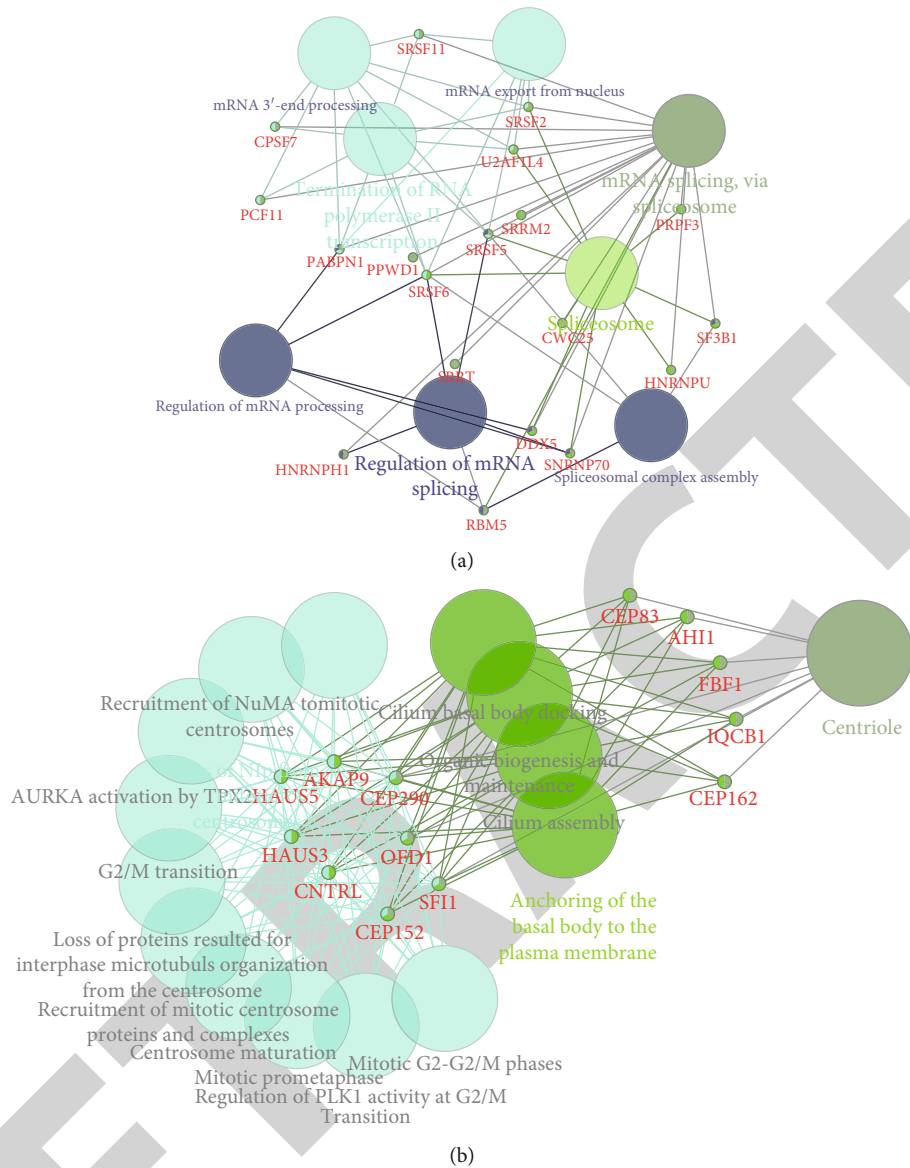 SRSF11
mRNA 3′-end processing
mRNA export from nucleus
SRSF2
CPSF7
U2AF1L4
Termination of RNA
polymerase II
transcription
mRNA splicing, via
spliceosome
PCF11
SRRM2
PRPF3
SRSF5
PABPN1
PPWD1
SRSF6
Spliceosome
CWC25
SF3B1
SRRT
HNRNPU
Regulation of mRNA processing
DDX5
HNRNPH1
Regulation of mRNA
splicing
SNRNP70
Spliceosomal complex assembly
RBM5
(a)
CEP83
AHI1
FBF1
Recruitment of NuMA tomitotic
centrosomes
Cilium basal body docking
IQCB1
Centriole
Organic biogenesis and
maintenance
AKAP9
AURKA activation by TPX2
HAUS5
CEP290
CEP162
centrosome
Cilium assembly
HAUS3
OFD1
G2/M transition
CNTRL
SFI1
Anchoring of the
basal body to the
plasma membrane
CEP152
Loss of proteins resulted for
interphase microtubuls organization
from the centrosome
Recruitment of mitotic centrosome
proteins and complexes
Centrosome maturation
Mitotic G2-G2/M phases
Mitotic prometaphase
Regulation of PLK1 activity at G2/M
Transition
(b)